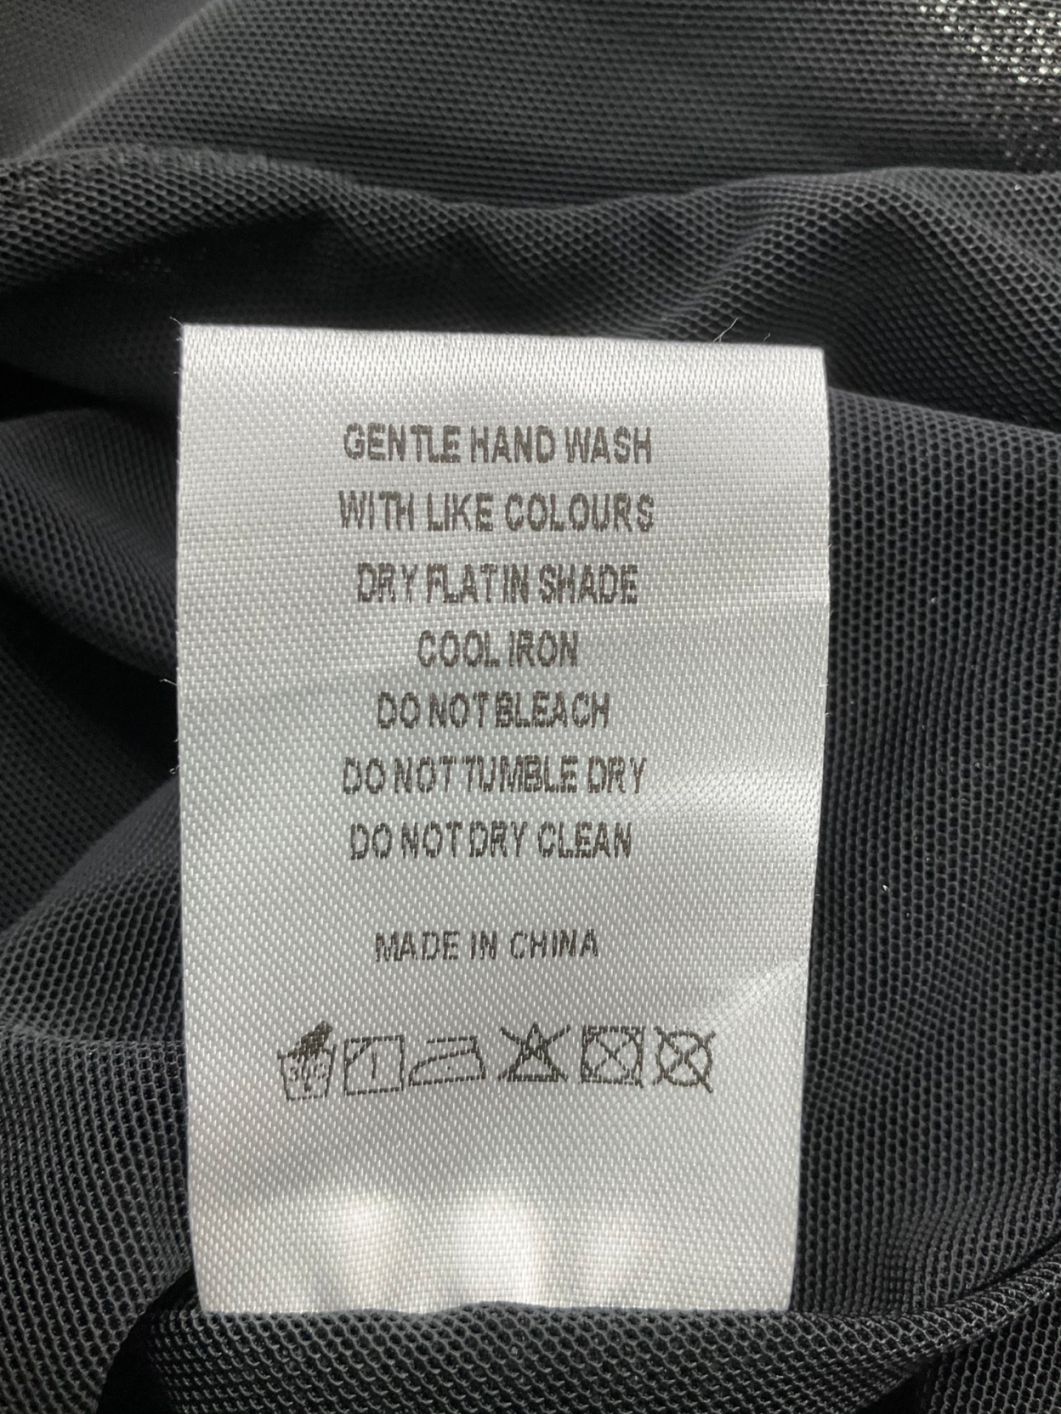 GENTLE HAND WASH
WITH LIKE COLOURS
DRY FLAT IN SHADE
COOL IRON
DO NOT BLEACH
DO NOT TUMBLE DRY
DO NOT DRY CLEAN
MADE IN CHINA